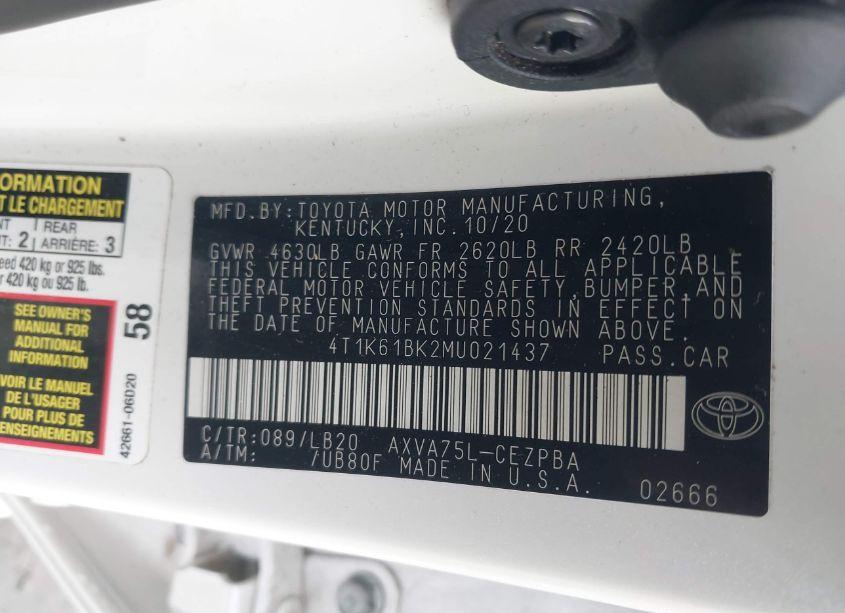 ORMATION
T LE CHARGEMENT
NT 2 REAR
ARRIÈRE: 3
eed 420 kg or 925 lbs.
r 420 kg ou 925 lb.
SEE OWNER'S
MANUAL FOR
ADDITIONAL
INFORMATION
VOIR LE MANUEL
POUR PLUS DE
RENSEIGNEMENTS
58
42661-06D20
MFD.BY:TOYOTA MOTOR MANUFACTURING,
KENTUCKY,INC.10/20
GVWR 4630LB GAWR FR 2620LB RR 2420LB
THIS VEHICLE CONFORMS TO ALL APPLICABLE
FEDERAL MOTOR VEHICLE SAFETY,BUMPER,AND
THEFT PREVENTION STANDARDS IN EFFECT ON
THE DATE OF MANUFACTURE SHOWN ABOVE.
4T1K61BK2MU021437 PASS.CAR
C/TR:089/LB20 AXVA75L-CEZPBA
A/TM: /UB80F MADE IN U.S.A.
02666